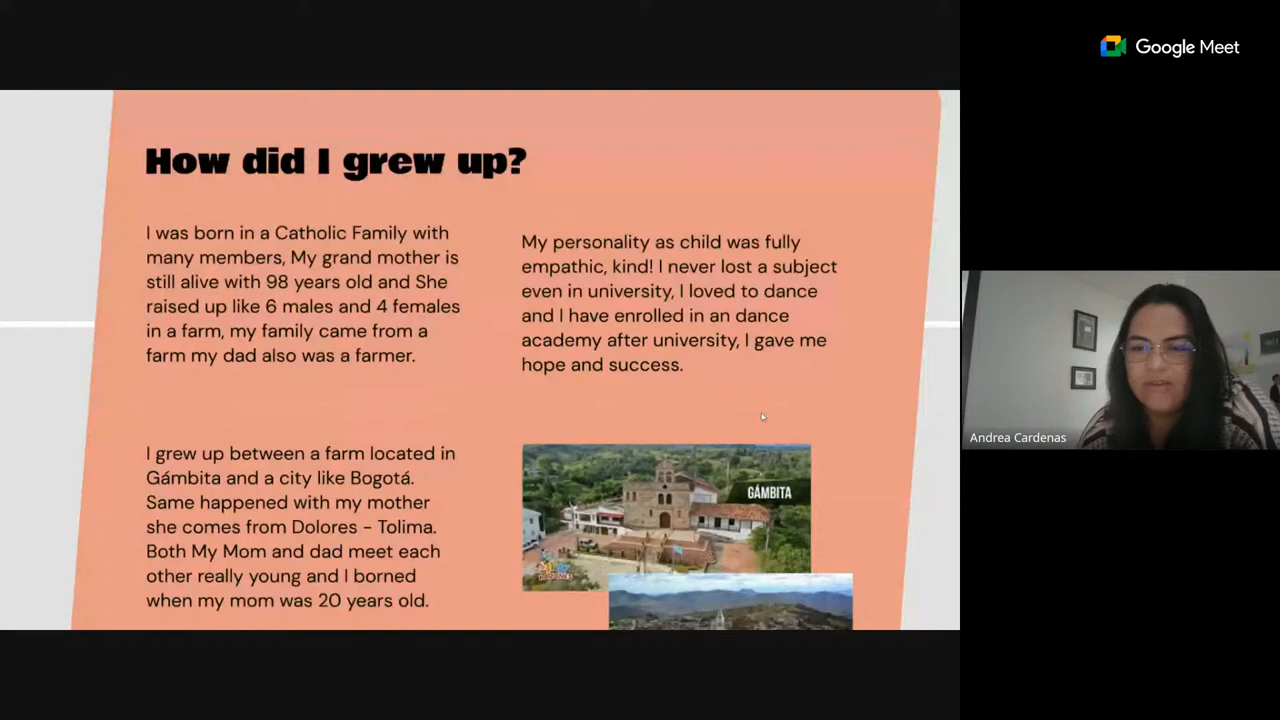 Google Meet
How did I grew up?
I was born in a Catholic Family with
many members, My grand mother is
still alive with 98 years old and She
raised up like 6 males and 4 females
in a farm, my family came from a
farm my dad also was a farmer.
My personality as child was fully
empathic, kind! I never lost a subject
even in university, I loved to dance
and I have enrolled in an dance
academy after university, I gave me
hope and success.
I grew up between a farm located in
Gámbita and a city like Bogotá.
Same happened with my mother
she comes from Dolores - Tolima.
Both My Mom and dad meet each
other really young and I borned
when my mom was 20 years old.
GÁMBITA
Andrea Cardenas